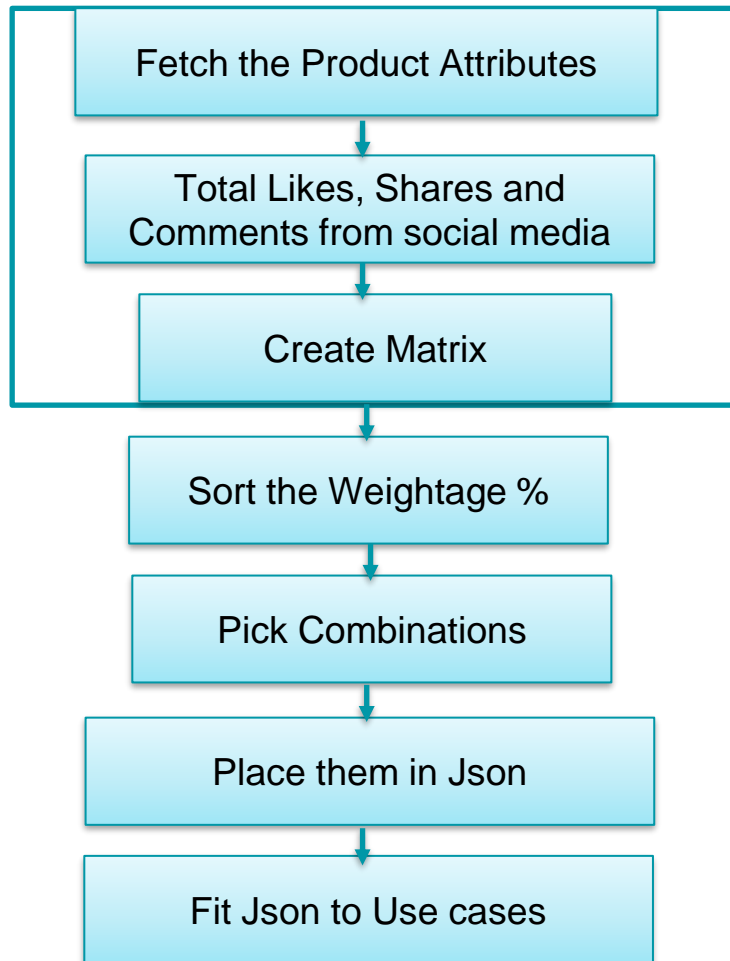 Fetch the Product Attributes
Total Likes, Shares and
Comments from social media
Create Matrix
Sort the Weightage %
Pick Combinations
Place them in Json
Fit Json to Use cases